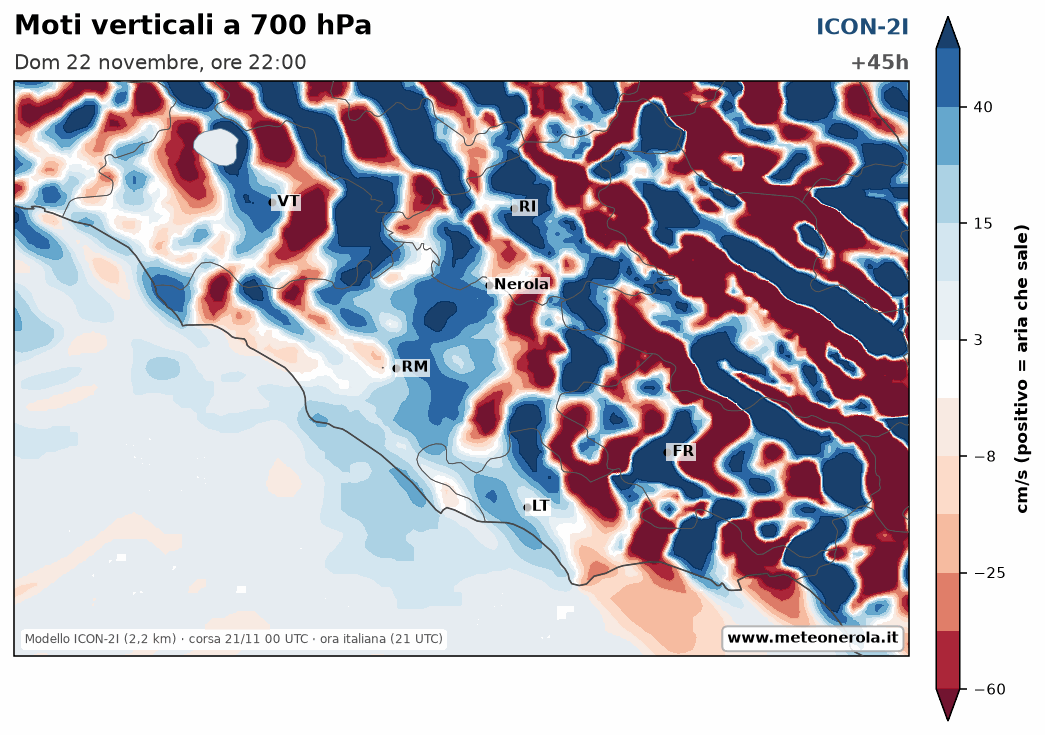 Moti verticali a 700 hPa
ICON-2I
Dom 22 novembre, ore 22:00
+45h
VT
RI
Nerola
RM
FR
LT
40
15
3
−8
−25
−60
cm/s (positivo = aria che sale)
Modello ICON-2I (2,2 km) · corsa 21/11 00 UTC · ora italiana (21 UTC)
www.meteonerola.it